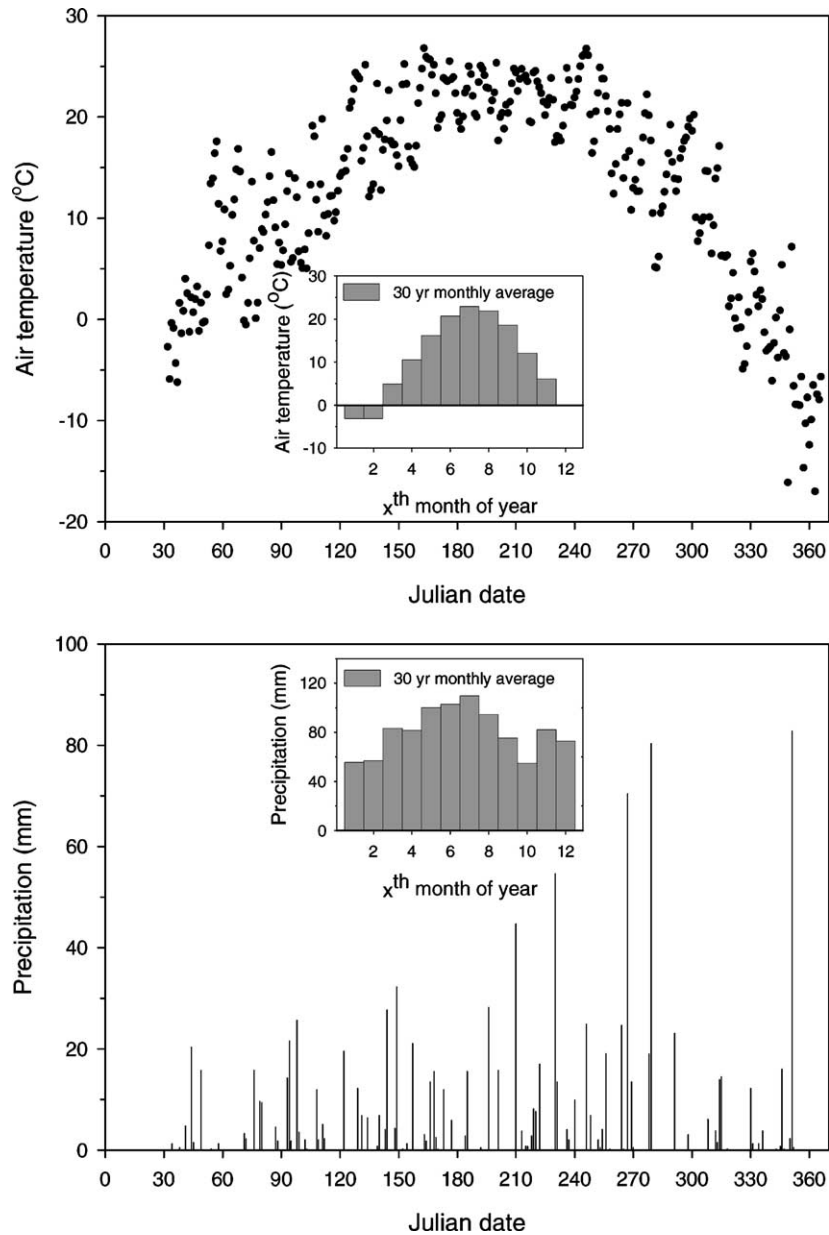 30
20
10
0
-10
-20
Air temperature (°C)
30 yr monthly average
30
20
10
0
-10
Air temperature (°C)
2 4 6 8 10 12
xth month of year
0 30 60 90 120 150 180 210 240 270 300 330 360
Julian date
100
80
60
40
20
0
Precipitation (mm)
30 yr monthly average
120
80
40
0
Precipitation (mm)
2 4 6 8 10 12
xth month of year
0 30 60 90 120 150 180 210 240 270 300 330 360
Julian date